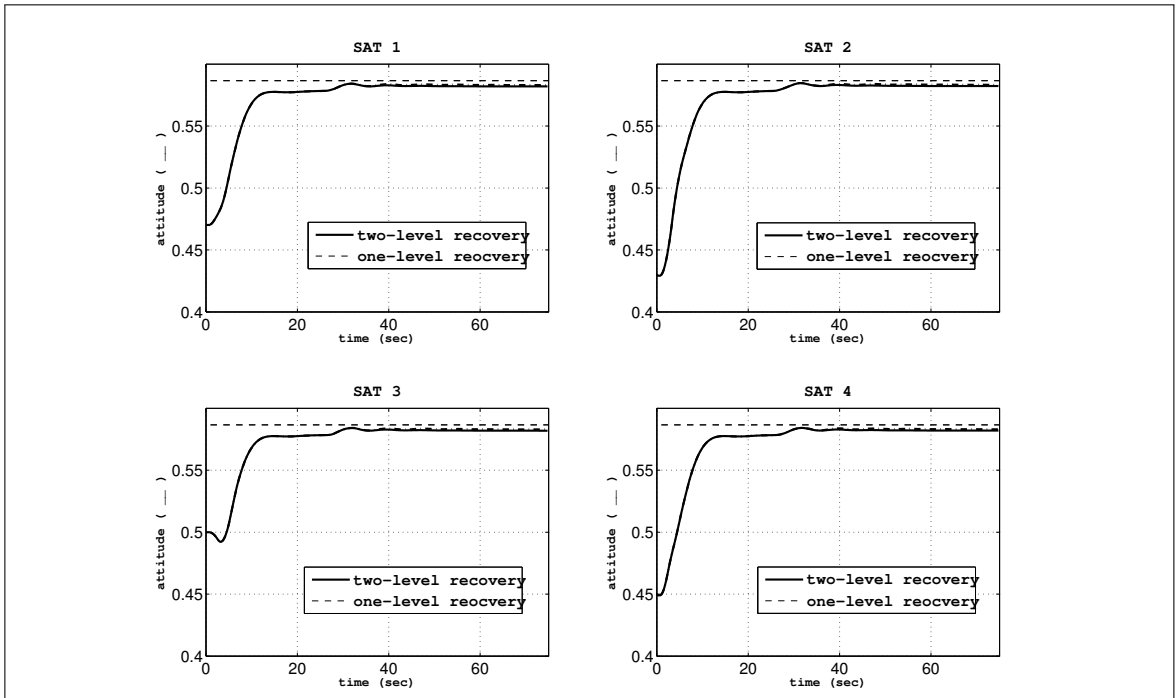 SAT 1
0.55
0.5
0.45
0.4
attitude ( __ )
two-level recovery
one-level reocvery
0 20 40 60
time (sec)
SAT 2
0.55
0.5
0.45
0.4
attitude ( __ )
two-level recovery
one-level reocvery
0 20 40 60
time (sec)
SAT 3
0.55
0.5
0.45
0.4
attitude ( __ )
two-level recovery
one-level reocvery
0 20 40 60
time (sec)
SAT 4
0.55
0.5
0.45
0.4
attitude ( __ )
two-level recovery
one-level reocvery
0 20 40 60
time (sec)